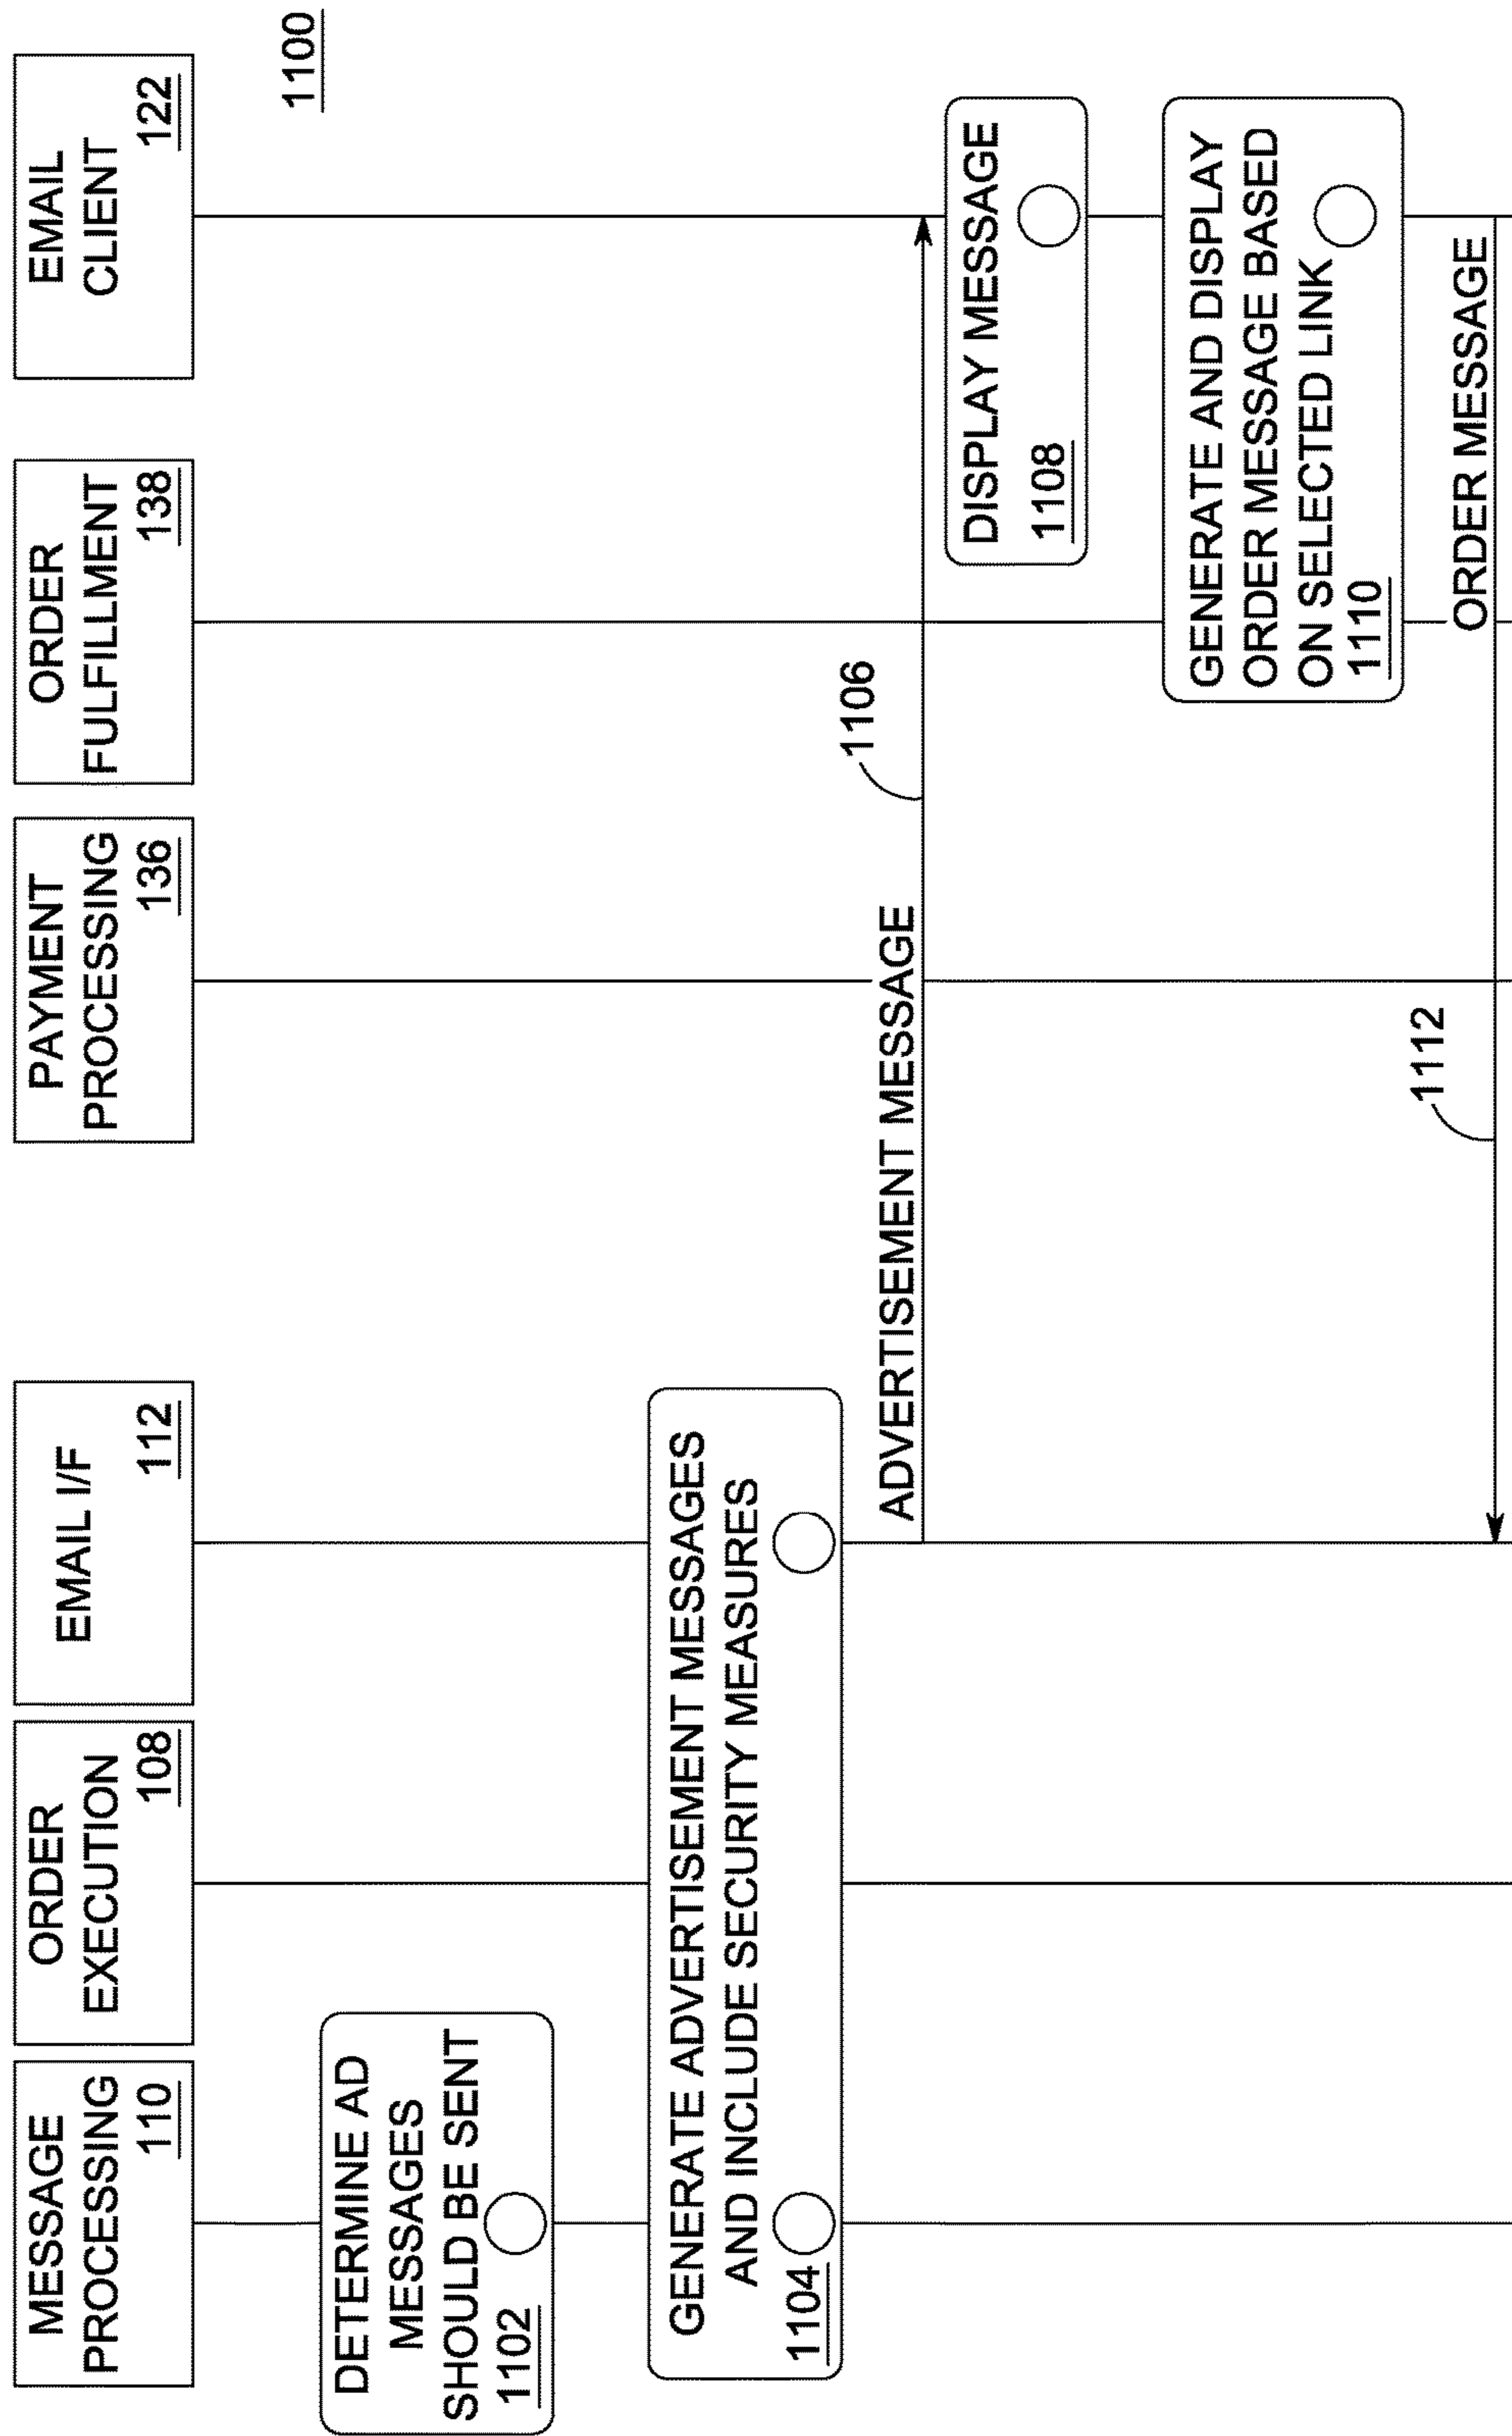 MESSAGE
PROCESSING
110
ORDER
EXECUTION
108
EMAIL I/F
112
PAYMENT
PROCESSING
136
ORDER
FULFILLMENT
138
EMAIL
CLIENT
122
1100
DETERMINE AD
MESSAGES
SHOULD BE SENT
1102
GENERATE ADVERTISEMENT MESSAGES
AND INCLUDE SECURITY MEASURES
1104
ADVERTISEMENT MESSAGE
1106
DISPLAY MESSAGE
1108
GENERATE AND DISPLAY
ORDER MESSAGE BASED
ON SELECTED LINK
1110
1112
ORDER MESSAGE